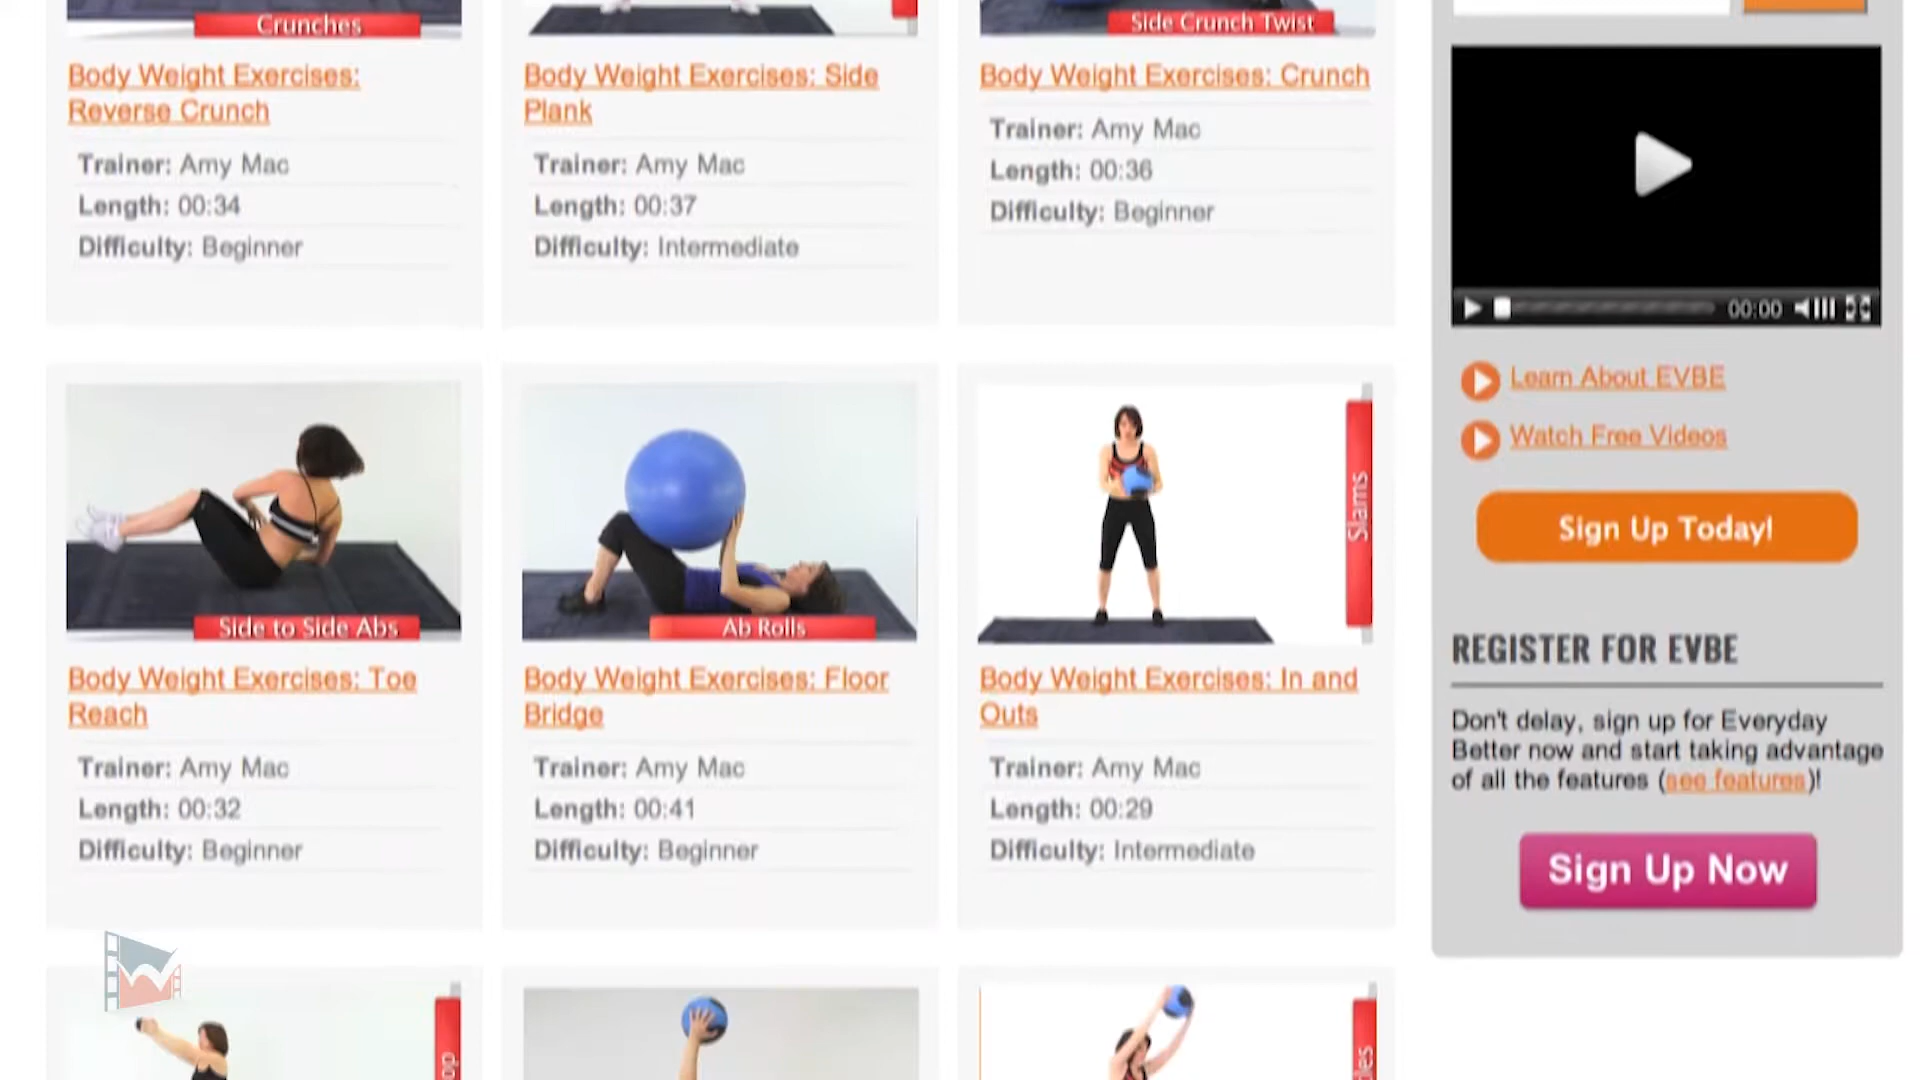 Crunches
Side Crunch Twist
Body Weight Exercises:
Reverse Crunch
Trainer: Amy Mac
Length: 00:34
Difficulty: Beginner
Body Weight Exercises: Side
Plank
Trainer: Amy Mac
Length: 00:37
Difficulty: Intermediate
Body Weight Exercises: Crunch
Trainer: Amy Mac
Length: 00:36
Difficulty: Beginner
00:00
Learn About EVBE
Watch Free Videos
Sign Up Today!
REGISTER FOR EVBE
Don't delay, sign up for Everyday
Better now and start taking advantage
of all the features (see features)!
Sign Up Now
Side to Side Abs
Body Weight Exercises: Toe
Reach
Trainer: Amy Mac
Length: 00:32
Difficulty: Beginner
Ab Rolls
Body Weight Exercises: Floor
Bridge
Trainer: Amy Mac
Length: 00:41
Difficulty: Beginner
Slams
Body Weight Exercises: In and
Outs
Trainer: Amy Mac
Length: 00:29
Difficulty: Intermediate